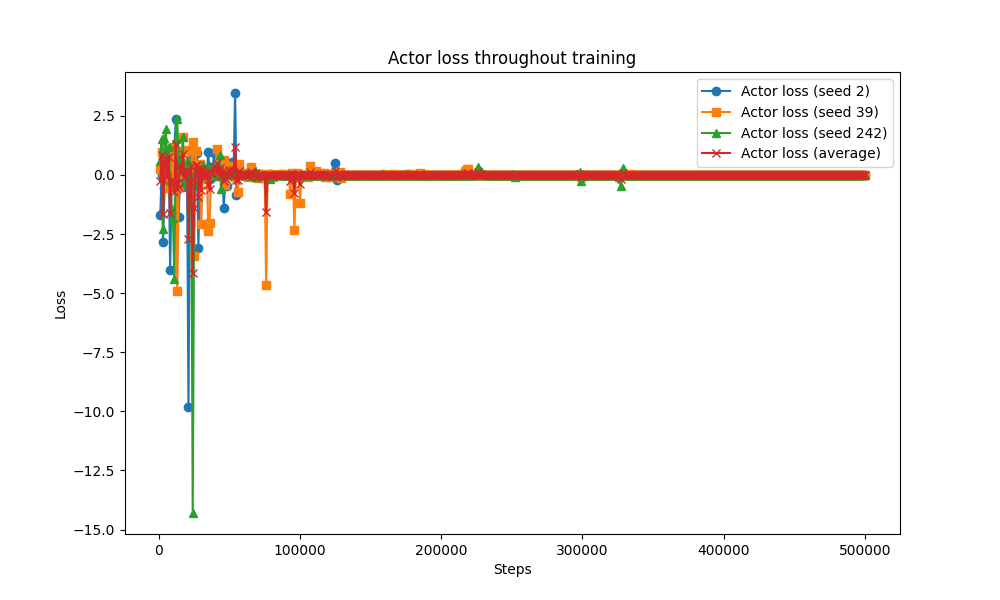 Actor loss throughout training
Actor loss (seed 2)
Actor loss (seed 39)
Actor loss (seed 242)
Actor loss (average)
2.5
0.0
−2.5
−5.0
−7.5
−10.0
−12.5
−15.0
Loss
0 100000 200000 300000 400000 500000
Steps